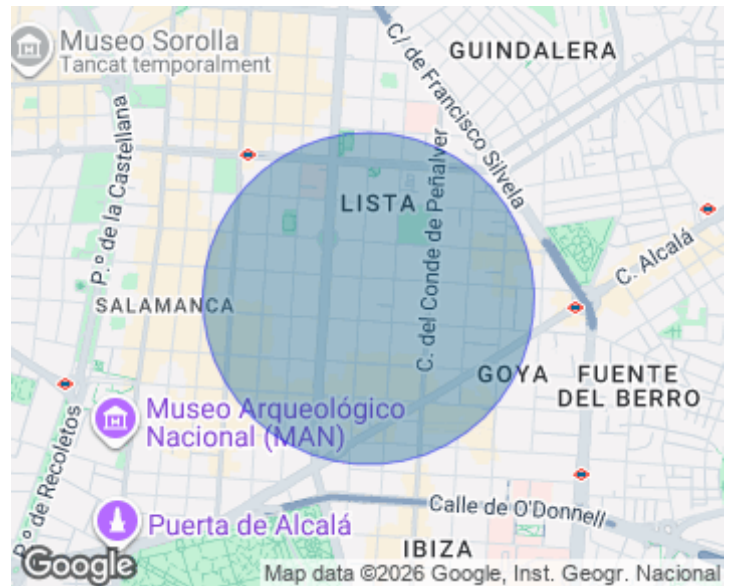 Museo Sorolla
Tancat temporalment
GUINDALERA
C/ de Francisco Silvela
P.º de la Castellana
LISTA
C. del Conde de Peñalver
C. Alcalá
SALAMANCA
GOYA
FUENTE
DEL BERRO
Museo Arqueológico
Nacional (MAN)
P.º de Recoletos
Puerta de Alcalá
Calle de O'Donnell
IBIZA
Google
Map data ©2026 Google, Inst. Geogr. Nacional